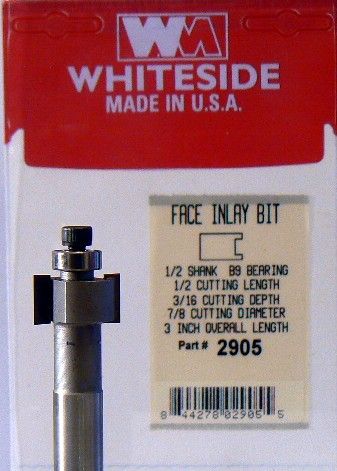 WM
WHITESIDE
MADE IN U.S.A.
FACE INLAY BIT
1/2 SHANK B9 BEARING
1/2 CUTTING LENGTH
3/16 CUTTING DEPTH
7/8 CUTTING DIAMETER
3 INCH OVERALL LENGTH
Part # 2905
8 44278 02905 5